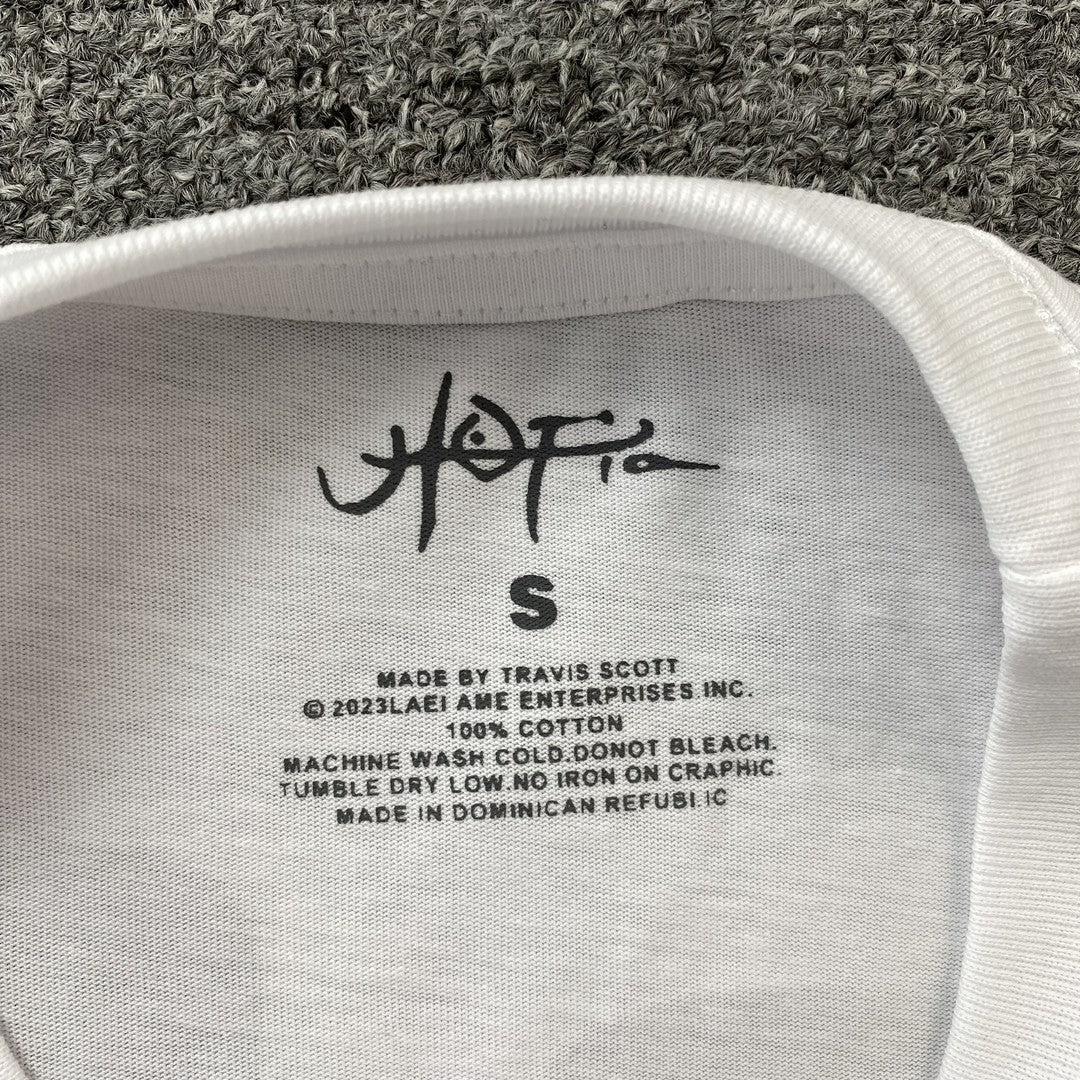 S
MADE BY TRAVIS SCOTT
© 2023LAEI AME ENTERPRISES INC.
100% COTTON
MACHINE WASH COLD.DONOT BLEACH.
TUMBLE DRY LOW.NO IRON ON CRAPHIC.
MADE IN DOMINICAN REFUBI IC